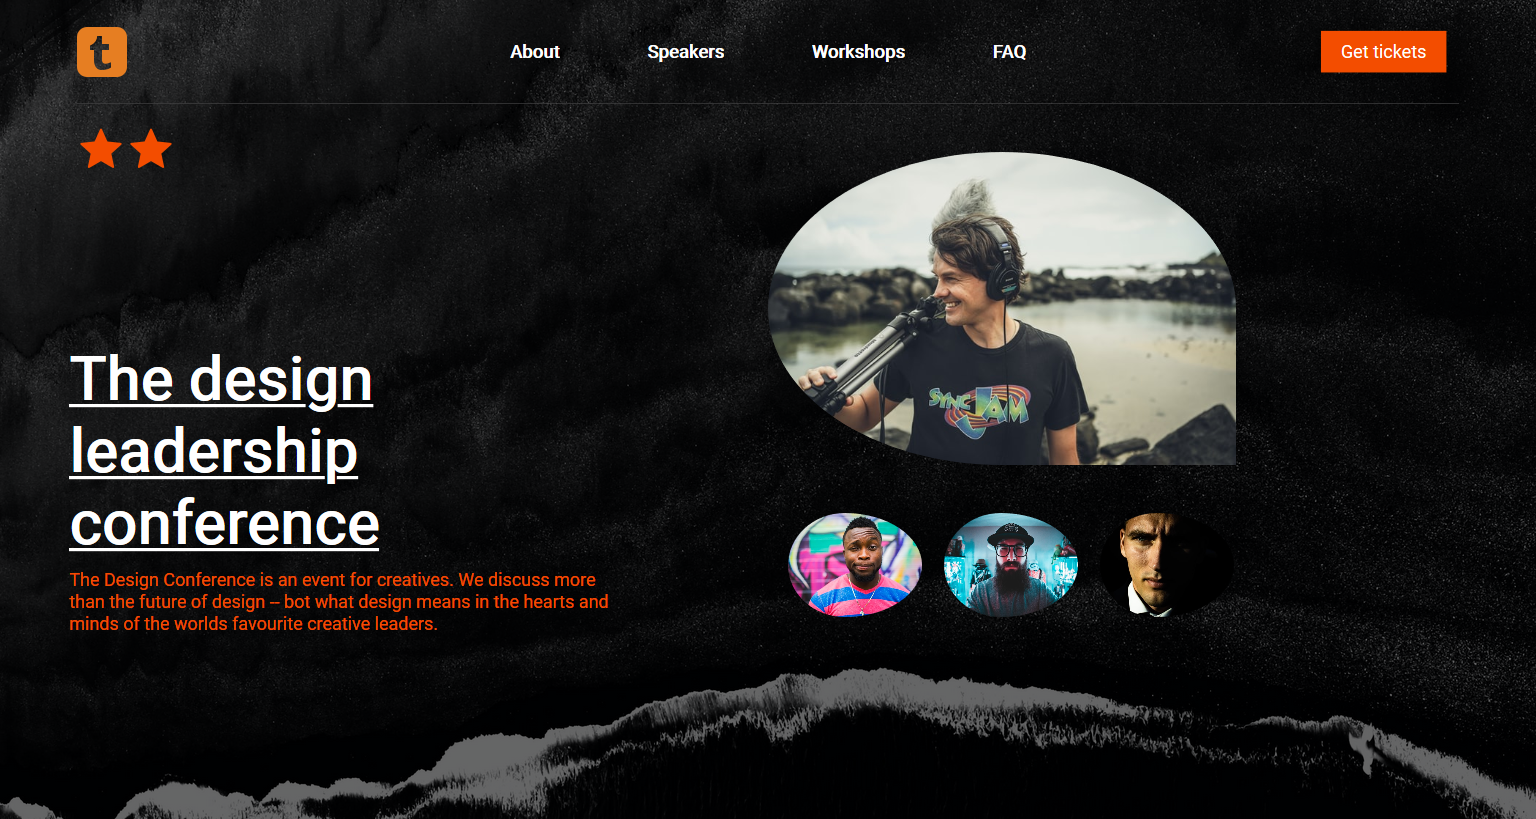 t
About
Speakers
Workshops
FAQ
Get tickets
The design
leadership
conference
The Design Conference is an event for creatives. We discuss more
than the future of design – bot what design means in the hearts and
minds of the worlds favourite creative leaders.
SYNC JAM